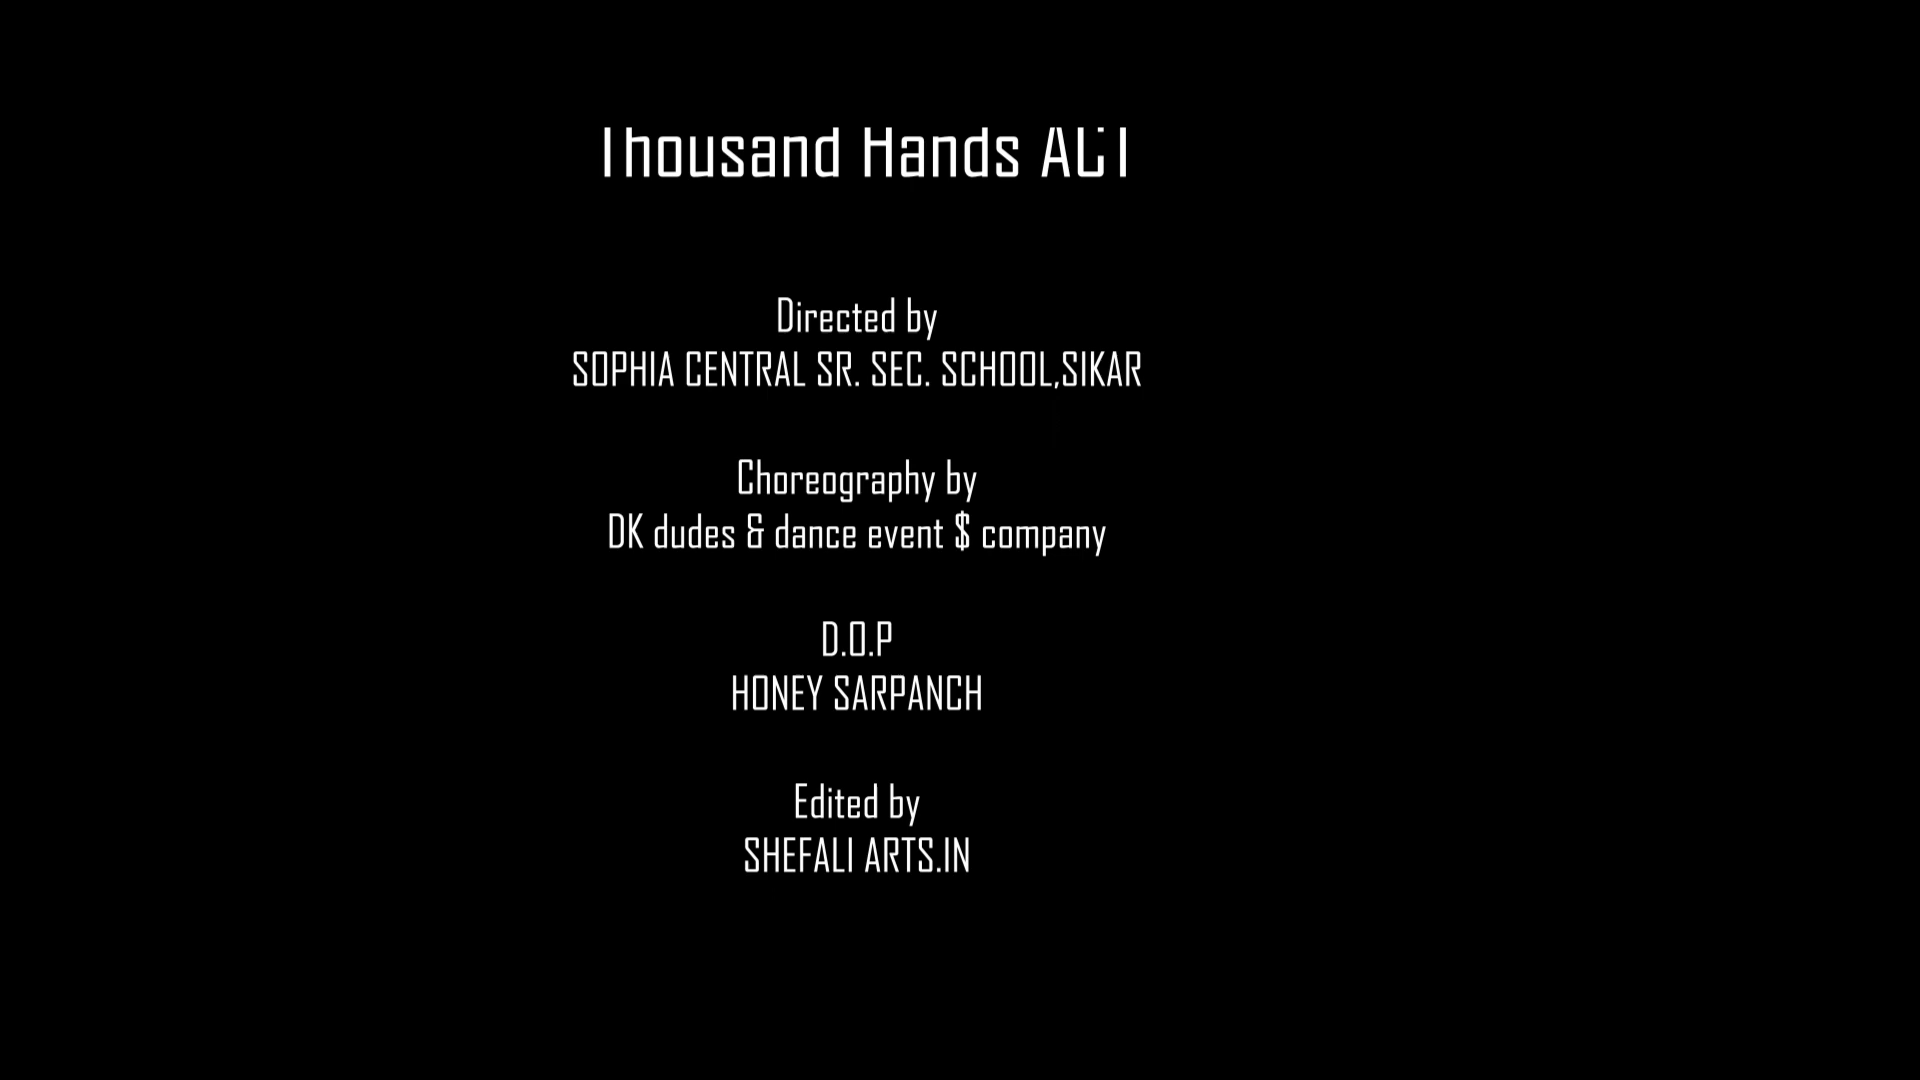 Thousand Hands ACT
Directed by
SOPHIA CENTRAL SR. SEC. SCHOOL,SIKAR
Choreography by
DK dudes & dance event $ company
D.O.P
HONEY SARPANCH
Edited by
SHEFALI ARTS.IN